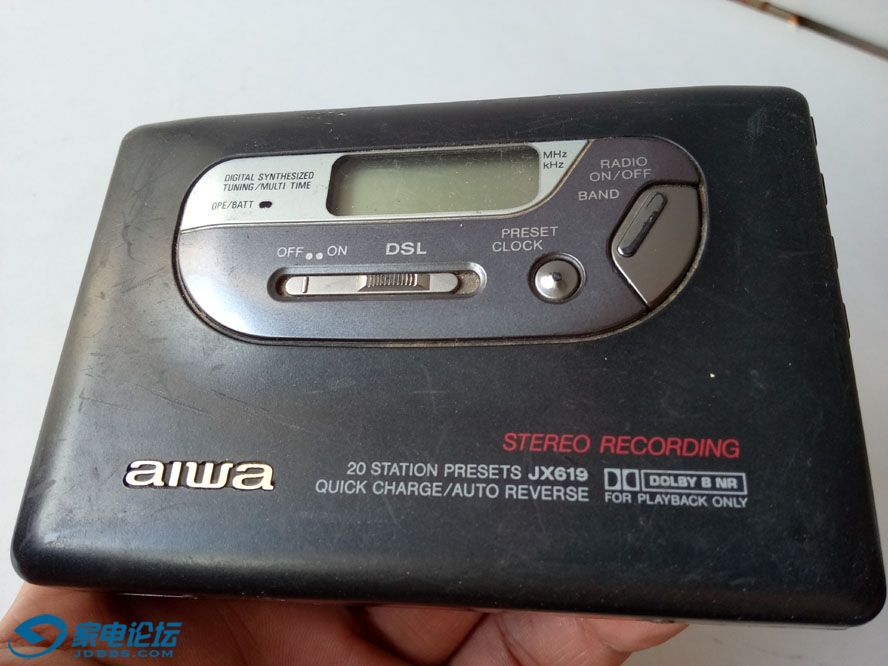 DIGITAL SYNTHESIZED
TUNING/MULTI TIME
OPE/BATT
MHz
kHz
RADIO
ON/OFF
BAND
PRESET
CLOCK
OFF ON
DSL
STEREO RECORDING
aiwa
20 STATION PRESETS JX619
QUICK CHARGE/AUTO REVERSE
DOLBY B NR
FOR PLAYBACK ONLY
家电论坛
JDBBS.COM